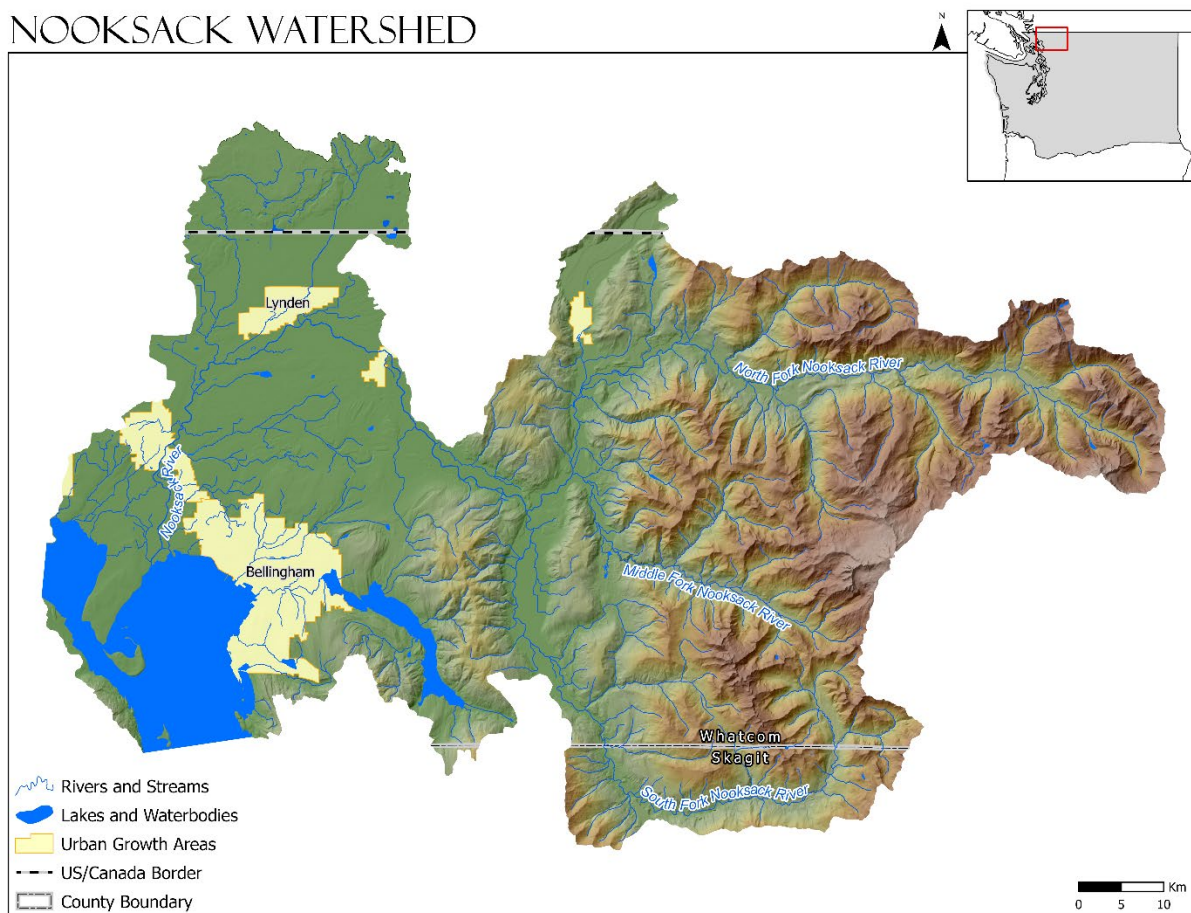 NOOKSACK WATERSHED
N
Lynden
North Fork Nooksack River
Nooksack River
Bellingham
Middle Fork Nooksack River
Whatcom
Skagit
South Fork Nooksack River
Rivers and Streams
Lakes and Waterbodies
Urban Growth Areas
US/Canada Border
County Boundary
Km
0 5 10